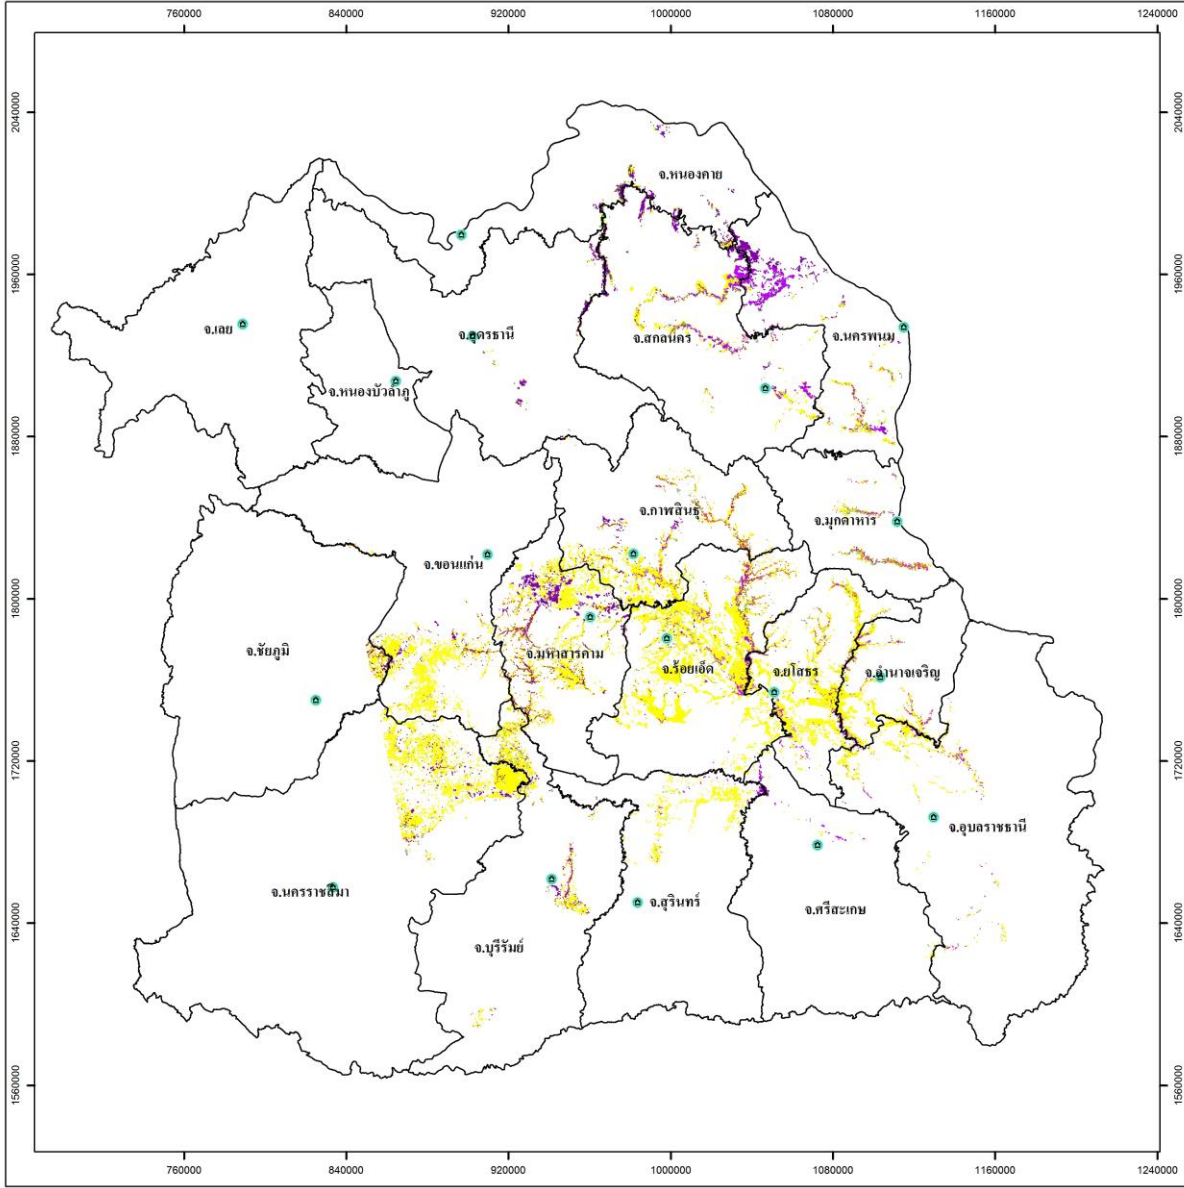 760000 840000 920000 1000000 1080000 1160000 1240000
2040000 2040000
จ.หนองคาย
1960000 1960000
จ.เลย จ.อุดรธานี จ.สกลนคร จ.นครพนม
จ.หนองบัวลำภู
1880000 1880000
จ.กาฬสินธุ์ จ.มุกดาหาร
จ.ขอนแก่น
1800000 1800000
จ.ชัยภูมิ จ.มหาสารคาม จ.ร้อยเอ็ด จ.ยโสธร จ.อำนาจเจริญ
1720000 1720000
จ.อุบลราชธานี
จ.นครราชสีมา จ.สุรินทร์ จ.ศรีสะเกษ
1640000 1640000
จ.บุรีรัมย์
1560000 1560000
760000 840000 920000 1000000 1080000 1160000 1240000